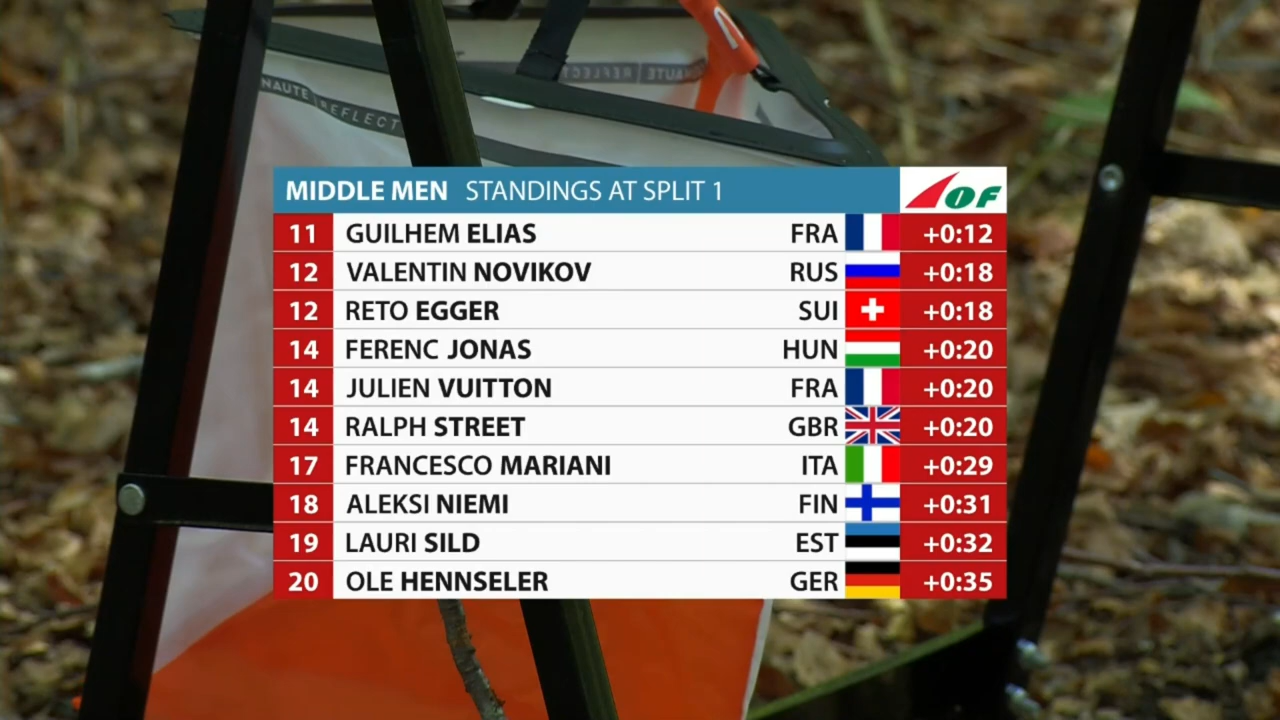 NAUTE REFLECT
MIDDLE MEN STANDINGS AT SPLIT 1 IOF
11 GUILHEM ELIAS FRA +0:12
12 VALENTIN NOVIKOV RUS +0:18
12 RETO EGGER SUI +0:18
14 FERENC JONAS HUN +0:20
14 JULIEN VUITTON FRA +0:20
14 RALPH STREET GBR +0:20
17 FRANCESCO MARIANI ITA +0:29
18 ALEKSI NIEMI FIN +0:31
19 LAURI SILD EST +0:32
20 OLE HENNSELER GER +0:35